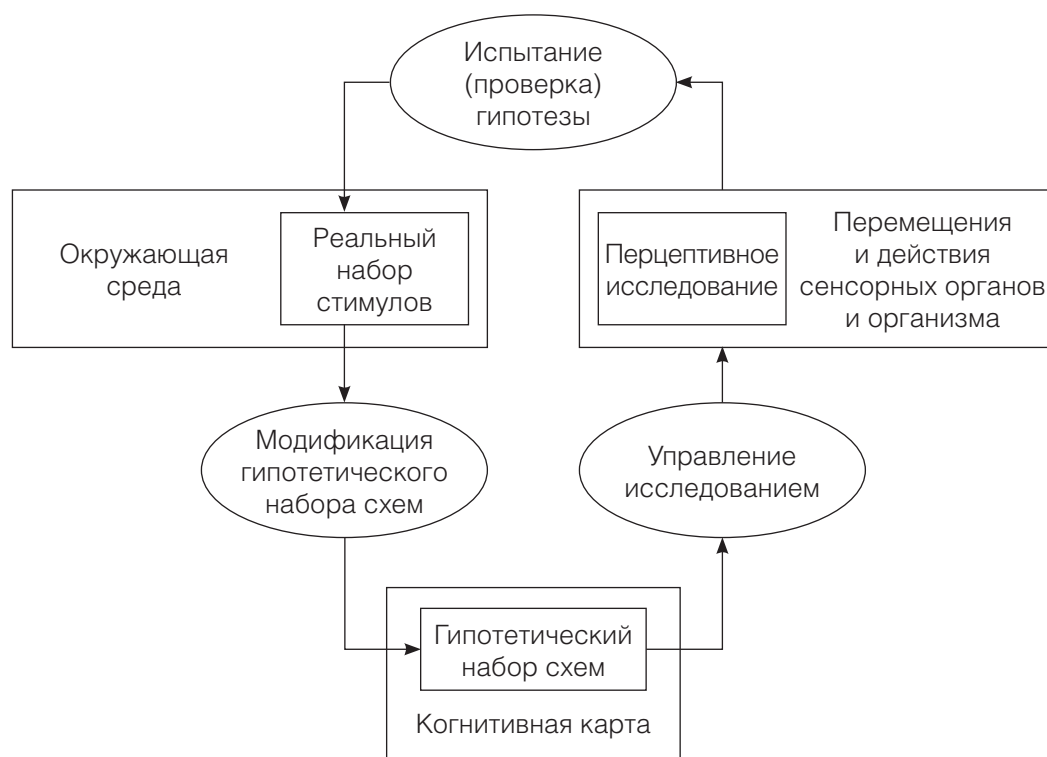 Испытание
(проверка)
гипотезы
Окружающая
среда
Реальный
набор
стимулов
Перцептивное
исследование
Перемещения
и действия
сенсорных органов
и организма
Модификация
гипотетического
набора схем
Управление
исследованием
Гипотетический
набор схем
Когнитивная карта